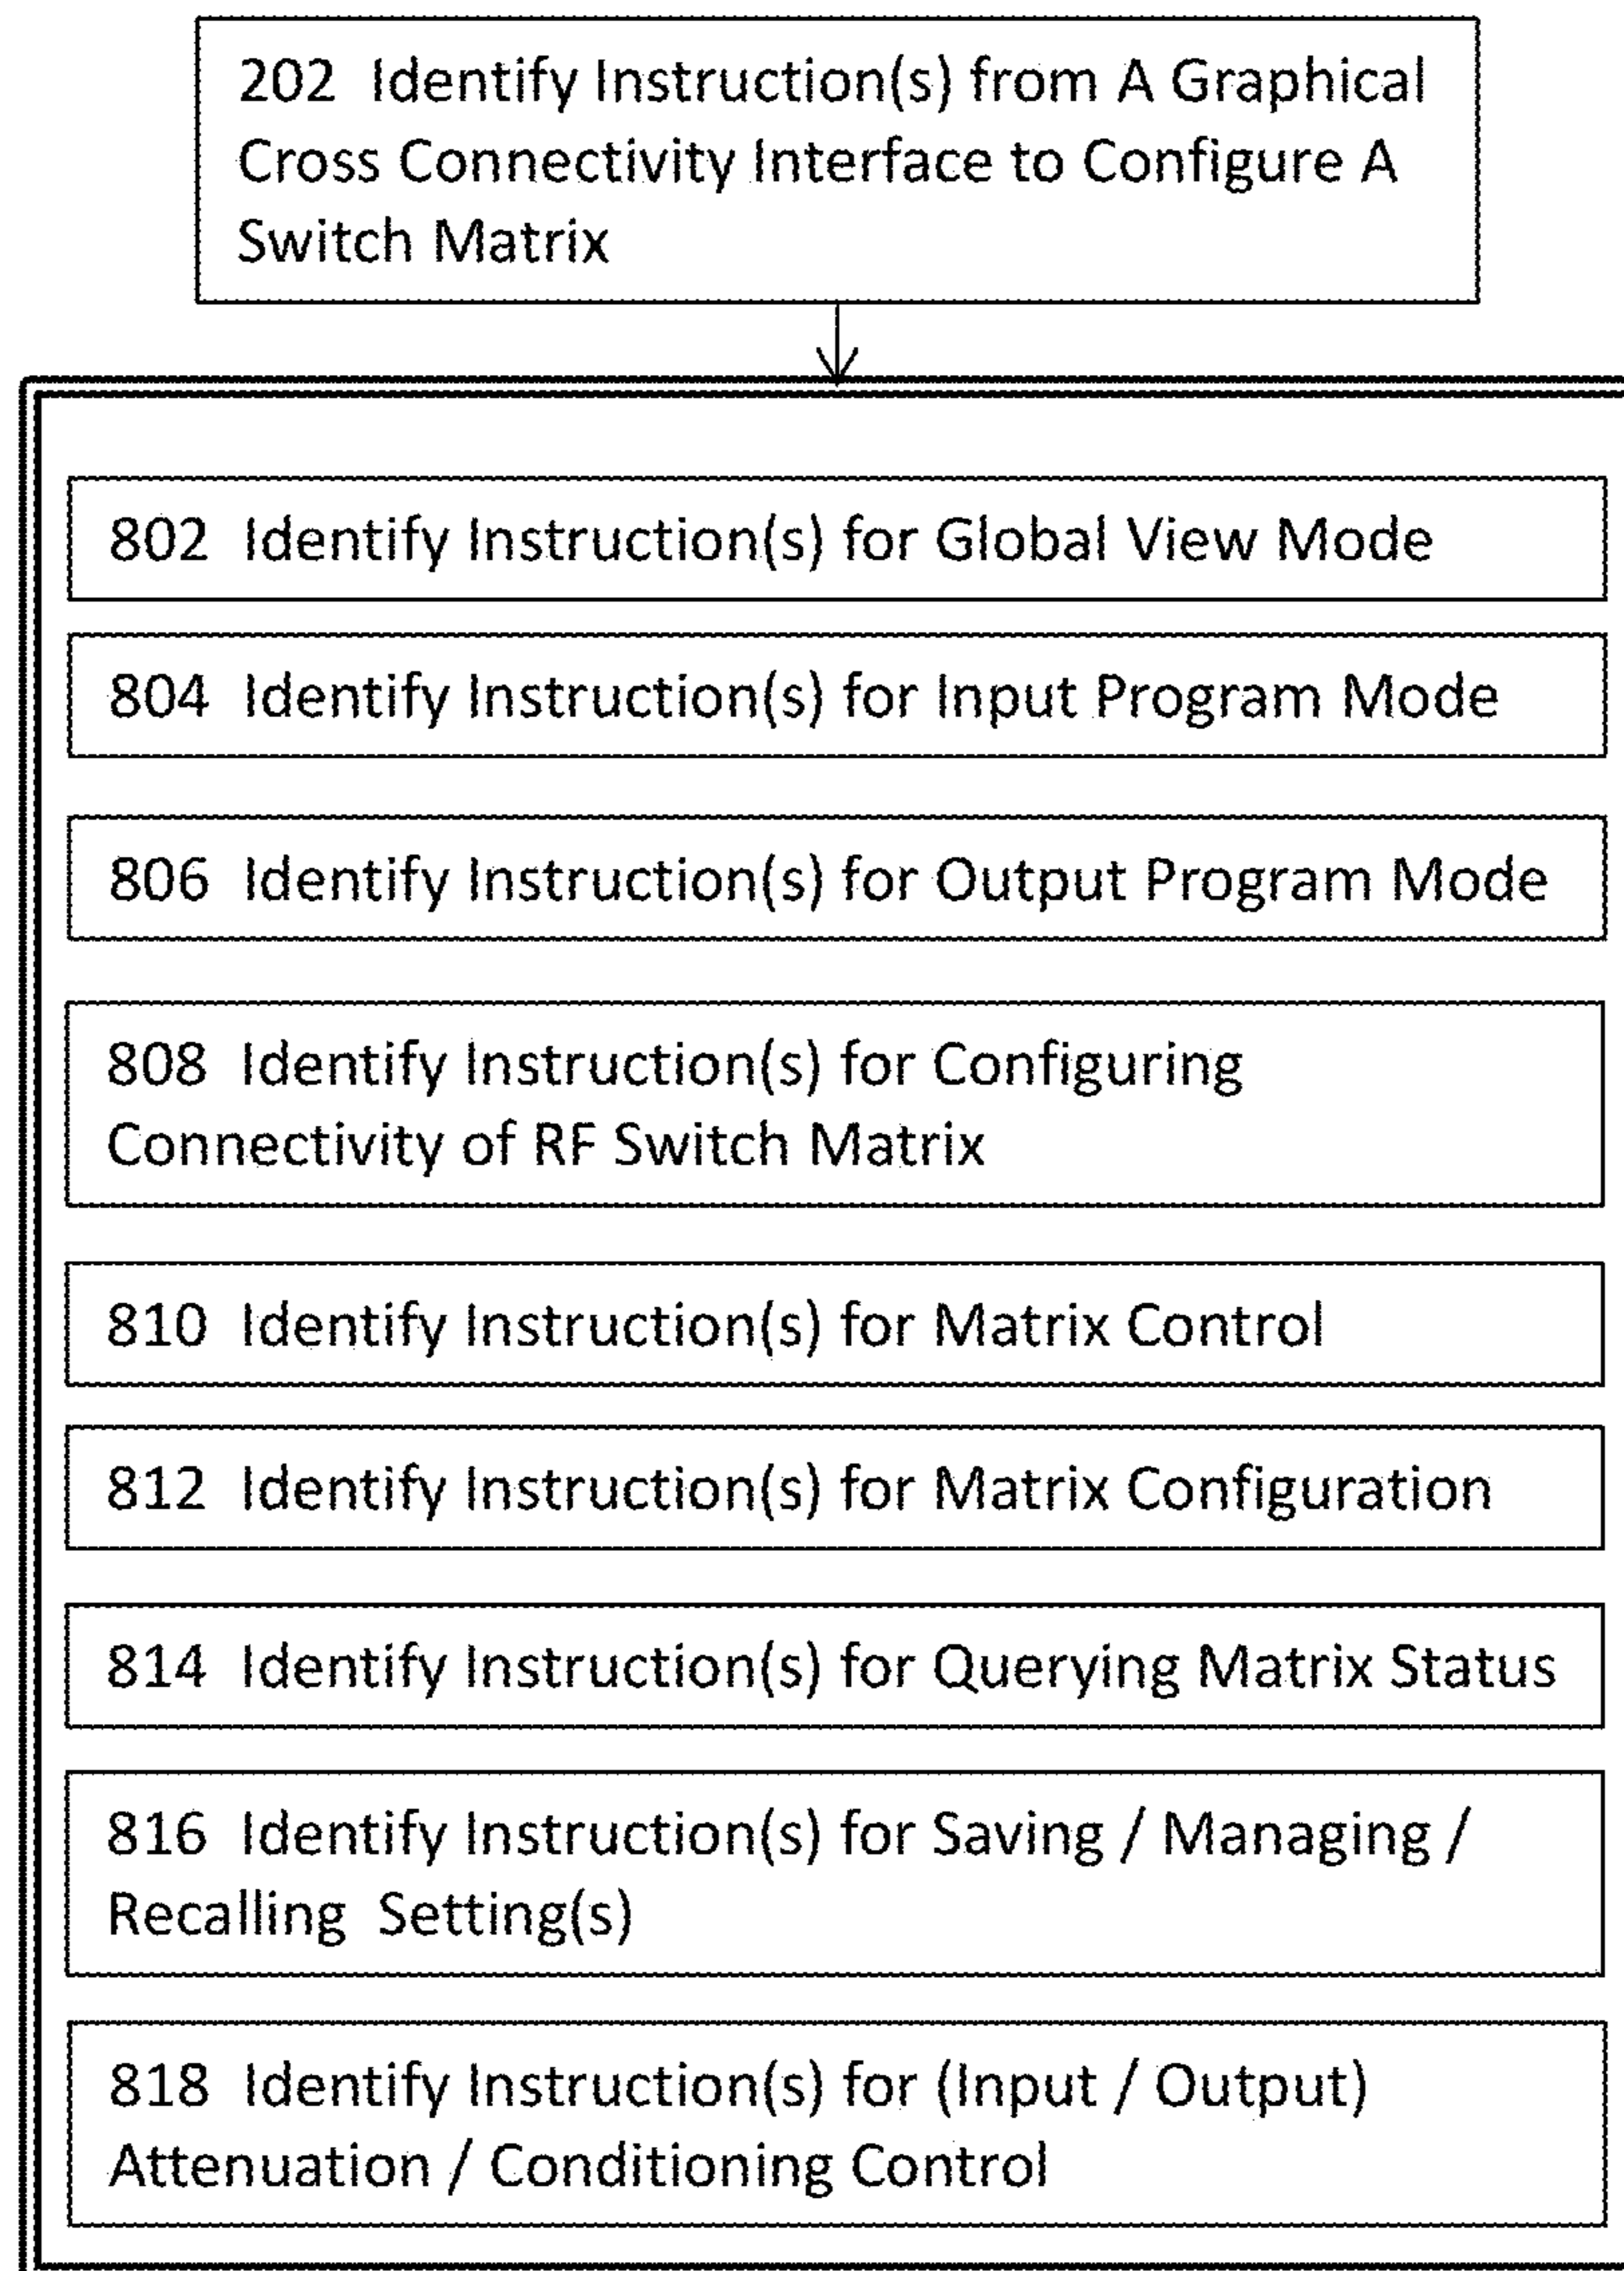 202 Identify Instruction(s) from A Graphical
Cross Connectivity Interface to Configure A
Switch Matrix
802 Identify Instruction(s) for Global View Mode
804 Identify Instruction(s) for Input Program Mode
806 Identify Instruction(s) for Output Program Mode
808 Identify Instruction(s) for Configuring
Connectivity of RF Switch Matrix
810 Identify Instruction(s) for Matrix Control
812 Identify Instruction(s) for Matrix Configuration
814 Identify Instruction(s) for Querying Matrix Status
816 Identify Instruction(s) for Saving / Managing /
Recalling Setting(s)
818 Identify Instruction(s) for (Input / Output)
Attenuation / Conditioning Control